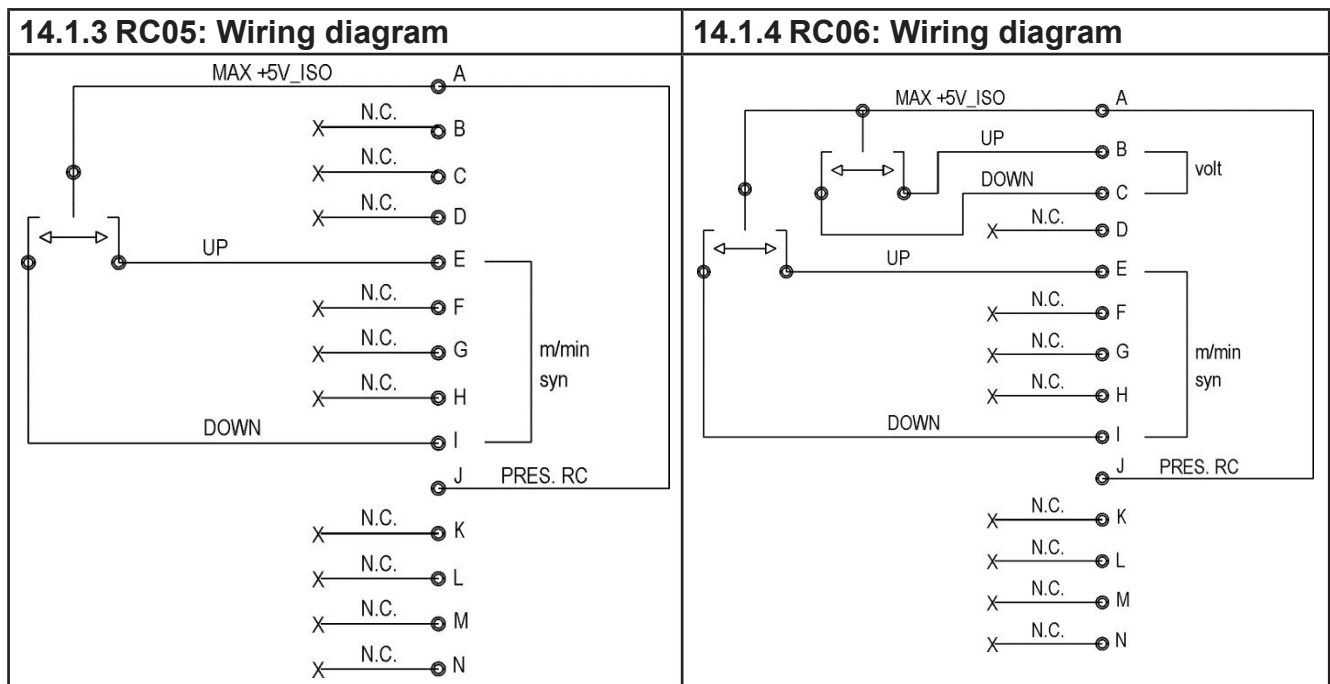 14.1.3 RC05: Wiring diagram
MAX +5V_ISO A
N.C. B
N.C. C
N.C. D
UP E
N.C. F
N.C. G
m/min
syn
N.C. H
DOWN I
J PRES. RC
N.C. K
N.C. L
N.C. M
N.C. N
14.1.4 RC06: Wiring diagram
MAX +5V_ISO A
UP B
volt
DOWN C
N.C. D
UP E
N.C. F
N.C. G
m/min
syn
N.C. H
DOWN I
J PRES. RC
N.C. K
N.C. L
N.C. M
N.C. N